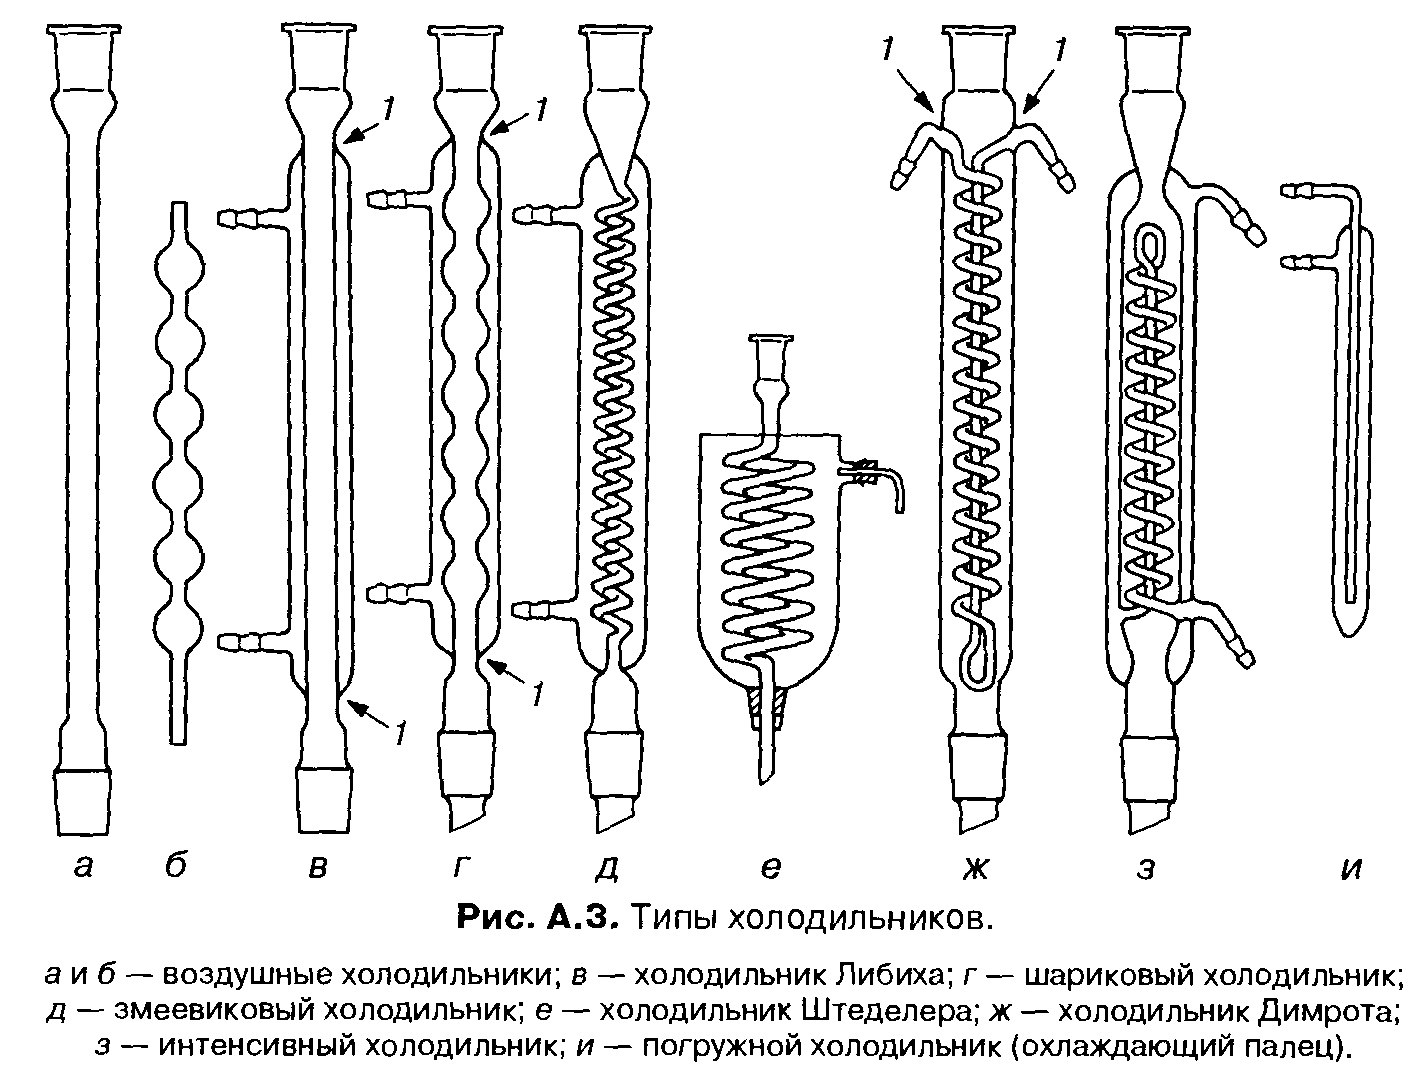 1 1
1 1
1
1
а б в г д е ж з и
Рис. А.3. Типы холодильников.
а и б — воздушные холодильники; в — холодильник Либиха; г — шариковый холодильник;
д — змеевиковый холодильник; е — холодильник Штеделера; ж — холодильник Димрота;
з — интенсивный холодильник; и — погружной холодильник (охлаждающий палец).